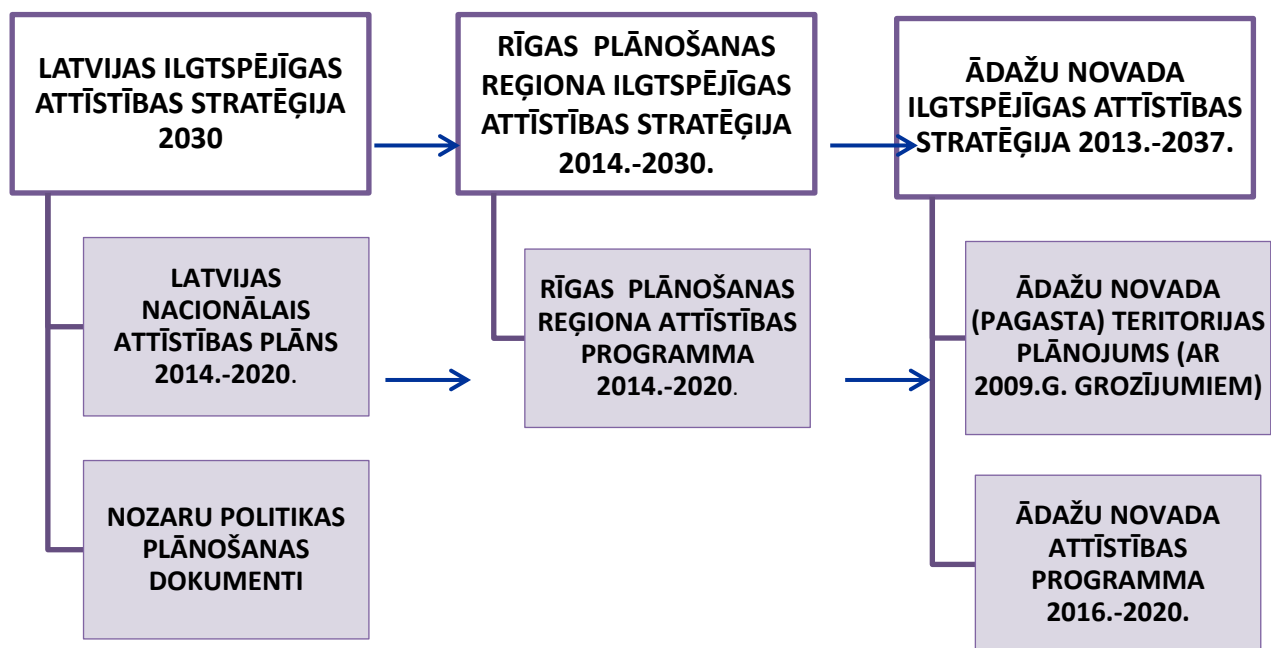 LATVIJAS ILGTSPĒJĪGAS
ATTĪSTĪBAS STRATĒĢIJA
2030
RĪGAS PLĀNOŠANAS
REĢIONA ILGTSPĒJĪGAS
ATTĪSTĪBAS STRATĒĢIJA
2014.-2030.
ĀDAŽU NOVADA
ILGTSPĒJĪGAS ATTĪSTĪBAS
STRATĒĢIJA 2013.-2037.
LATVIJAS
NACIONĀLAIS
ATTĪSTĪBAS PLĀNS
2014.-2020.
RĪGAS PLĀNOŠANAS
REĢIONA ATTĪSTĪBAS
PROGRAMMA
2014.-2020.
ĀDAŽU NOVADA
(PAGASTA) TERITORIJAS
PLĀNOJUMS (AR
2009.G. GROZĪJUMIEM)
NOZARU POLITIKAS
PLĀNOŠANAS
DOKUMENTI
ĀDAŽU NOVADA
ATTĪSTĪBAS
PROGRAMMA
2016.-2020.